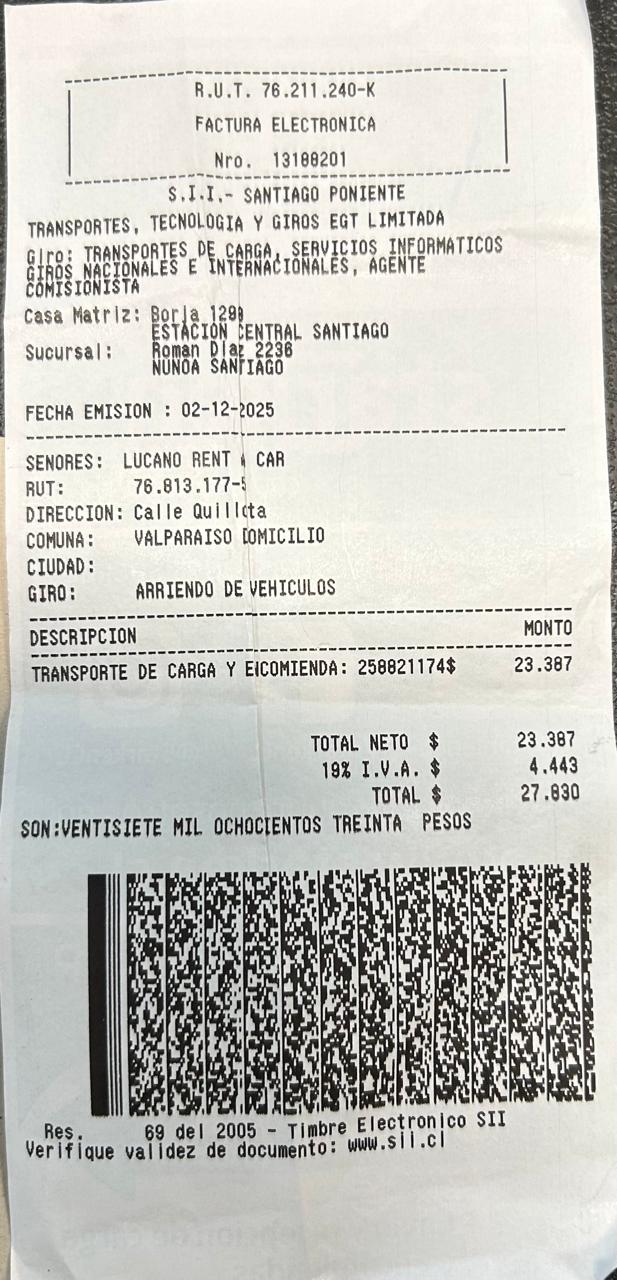 R.U.T. 76.211.240-K
FACTURA ELECTRONICA
Nro. 13188201
S.I.I.- SANTIAGO PONIENTE
TRANSPORTES, TECNOLOGIA Y GIROS EGT LIMITADA
Giro: TRANSPORTES DE CARGA, SERVICIOS INFORMATICOS
GIROS NACIONALES E INTERNACIONALES, AGENTE
COMISIONISTA
Casa Matriz: Borja
ESTACION CENTRAL SANTIAGO
Sucursal: Roman Diaz 2236
NUNOA SANTIAGO
FECHA EMISION : 02-12-2025
SENORES: LUCANO RENT A CAR
RUT: 76.813.177-5
DIRECCION: Calle Quillota
COMUNA: VALPARAISO DOMICILIO
CIUDAD:
GIRO: ARRIENDO DE VEHICULOS
DESCRIPCION MONTO
TRANSPORTE DE CARGA Y ENCOMIENDA: 258821174$ 23.387
TOTAL NETO $ 23.387
19% I.V.A. $ 4.443
TOTAL $ 27.830
SON:VENTISIETE MIL OCHOCIENTOS TREINTA PESOS
Res. 69 del 2005 - Timbre Electronico SII
Verifique validez de documento: www.sii.cl